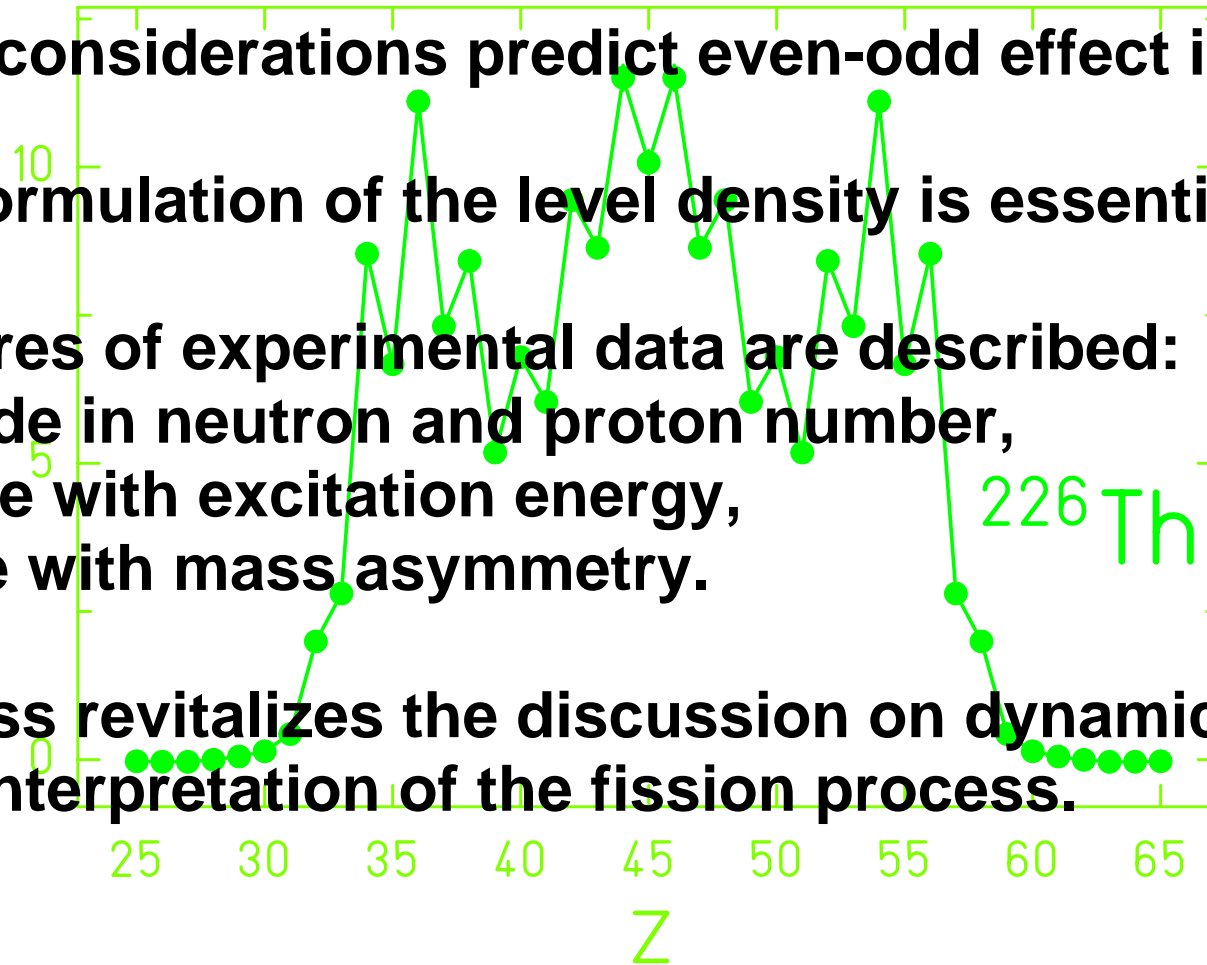 considerations predict even-odd effect i
10
ormulation of the level density is essenti
res of experimental data are described:
de in neutron and proton number,
5
e with excitation energy,
226Th
e with mass asymmetry.
ss revitalizes the discussion on dynamic
0
nterpretation of the fission process.
25 30 35 40 45 50 55 60 65
Z